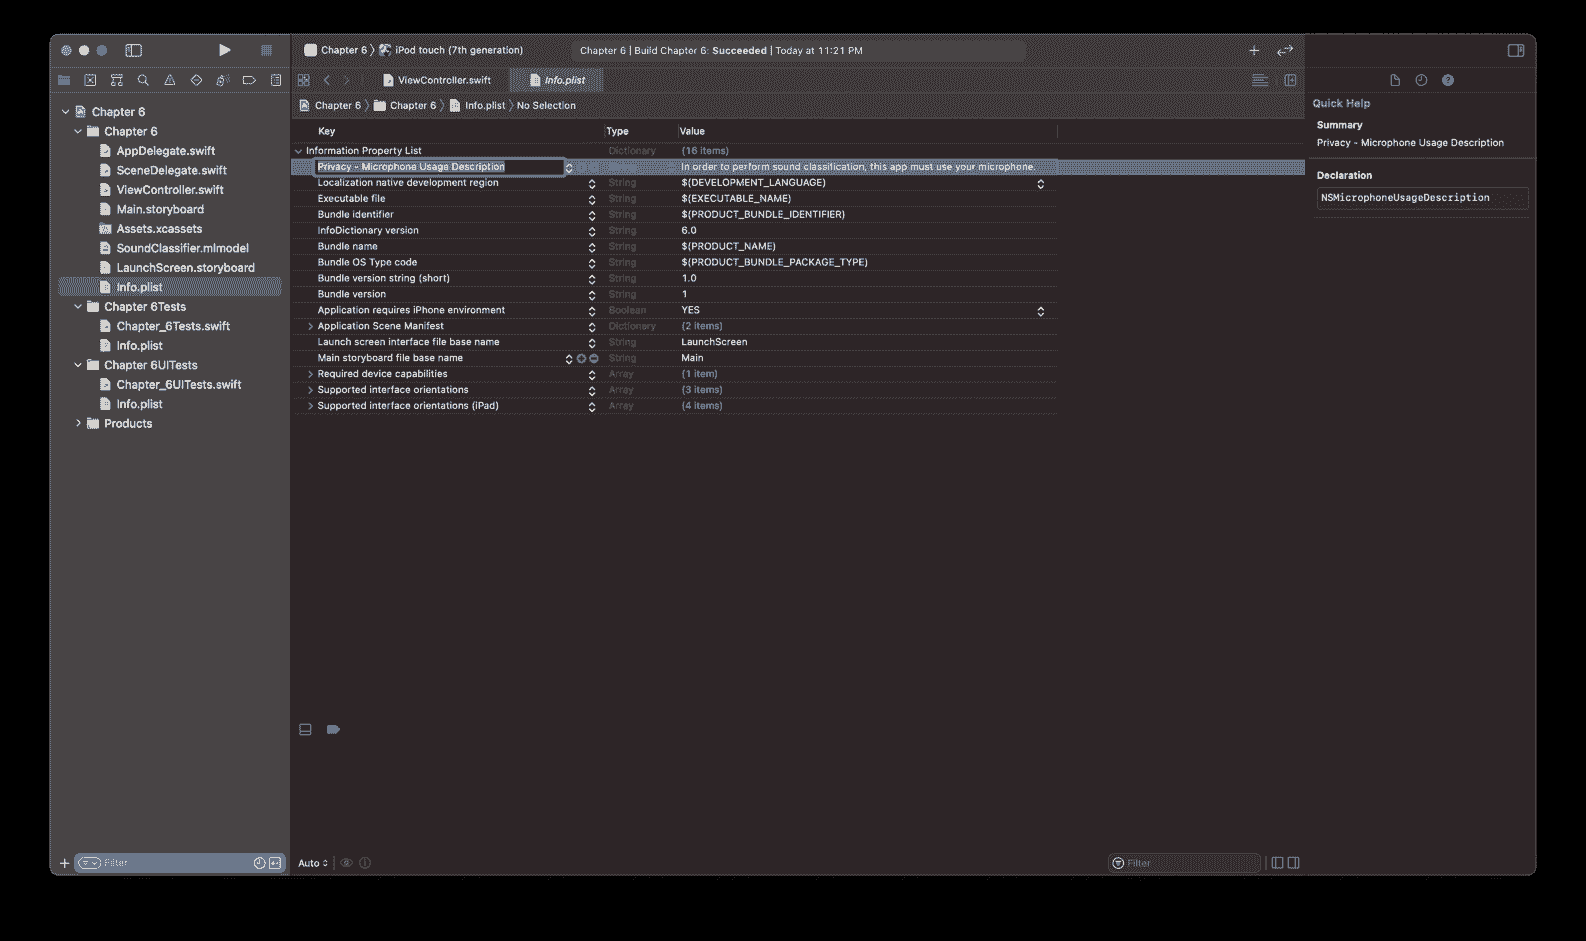 Chapter 6 iPod touch (7th generation)
Chapter 6 | Build Chapter 6: Succeeded | Today at 11:21 PM
ViewController.swift
Info.plist
Chapter 6 Chapter 6 Info.plist No Selection
Chapter 6
Chapter 6
AppDelegate.swift
SceneDelegate.swift
ViewController.swift
Main.storyboard
Assets.xcassets
SoundClassifier.mlmodel
LaunchScreen.storyboard
Info.plist
Chapter 6Tests
Chapter_6Tests.swift
Info.plist
Chapter 6UITests
Chapter_6UITests.swift
Info.plist
Products
Filter
Key Type Value
Information Property List Dictionary (16 items)
Privacy - Microphone Usage Description In order to perform sound classification, this app must use your microphone.
Localization native development region String $(DEVELOPMENT_LANGUAGE)
Executable file String $(EXECUTABLE_NAME)
Bundle identifier String $(PRODUCT_BUNDLE_IDENTIFIER)
InfoDictionary version String 6.0
Bundle name String $(PRODUCT_NAME)
Bundle OS Type code String $(PRODUCT_BUNDLE_PACKAGE_TYPE)
Bundle version string (short) String 1.0
Bundle version String 1
Application requires iPhone environment Boolean YES
Application Scene Manifest Dictionary (2 items)
Launch screen interface file base name String LaunchScreen
Main storyboard file base name String Main
Required device capabilities Array (1 item)
Supported interface orientations Array (3 items)
Supported interface orientations (iPad) Array (4 items)
Auto
Filter
Quick Help
Summary
Privacy - Microphone Usage Description
Declaration
NSMicrophoneUsageDescription